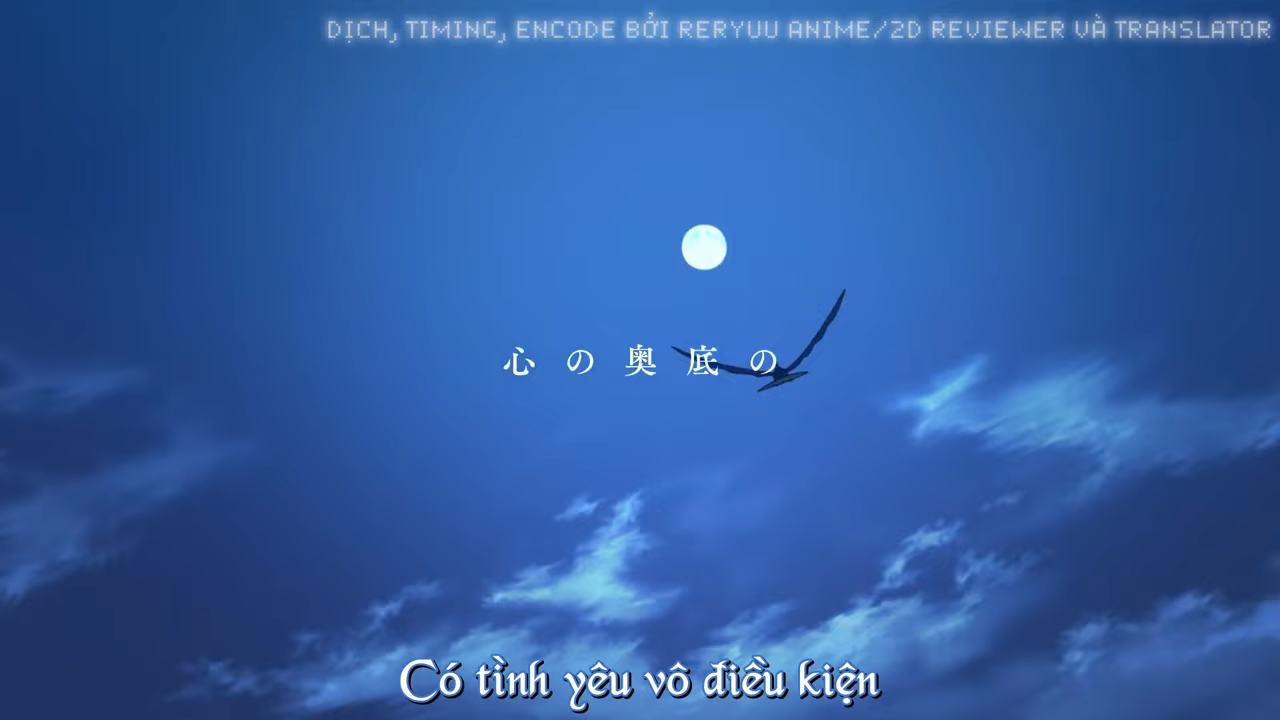 DỊCH, TIMING, ENCODE BỞI RERYUU ANIME/2D REVIEWER VÀ TRANSLATOR
心の奥底の
Có tình yêu vô điều kiện